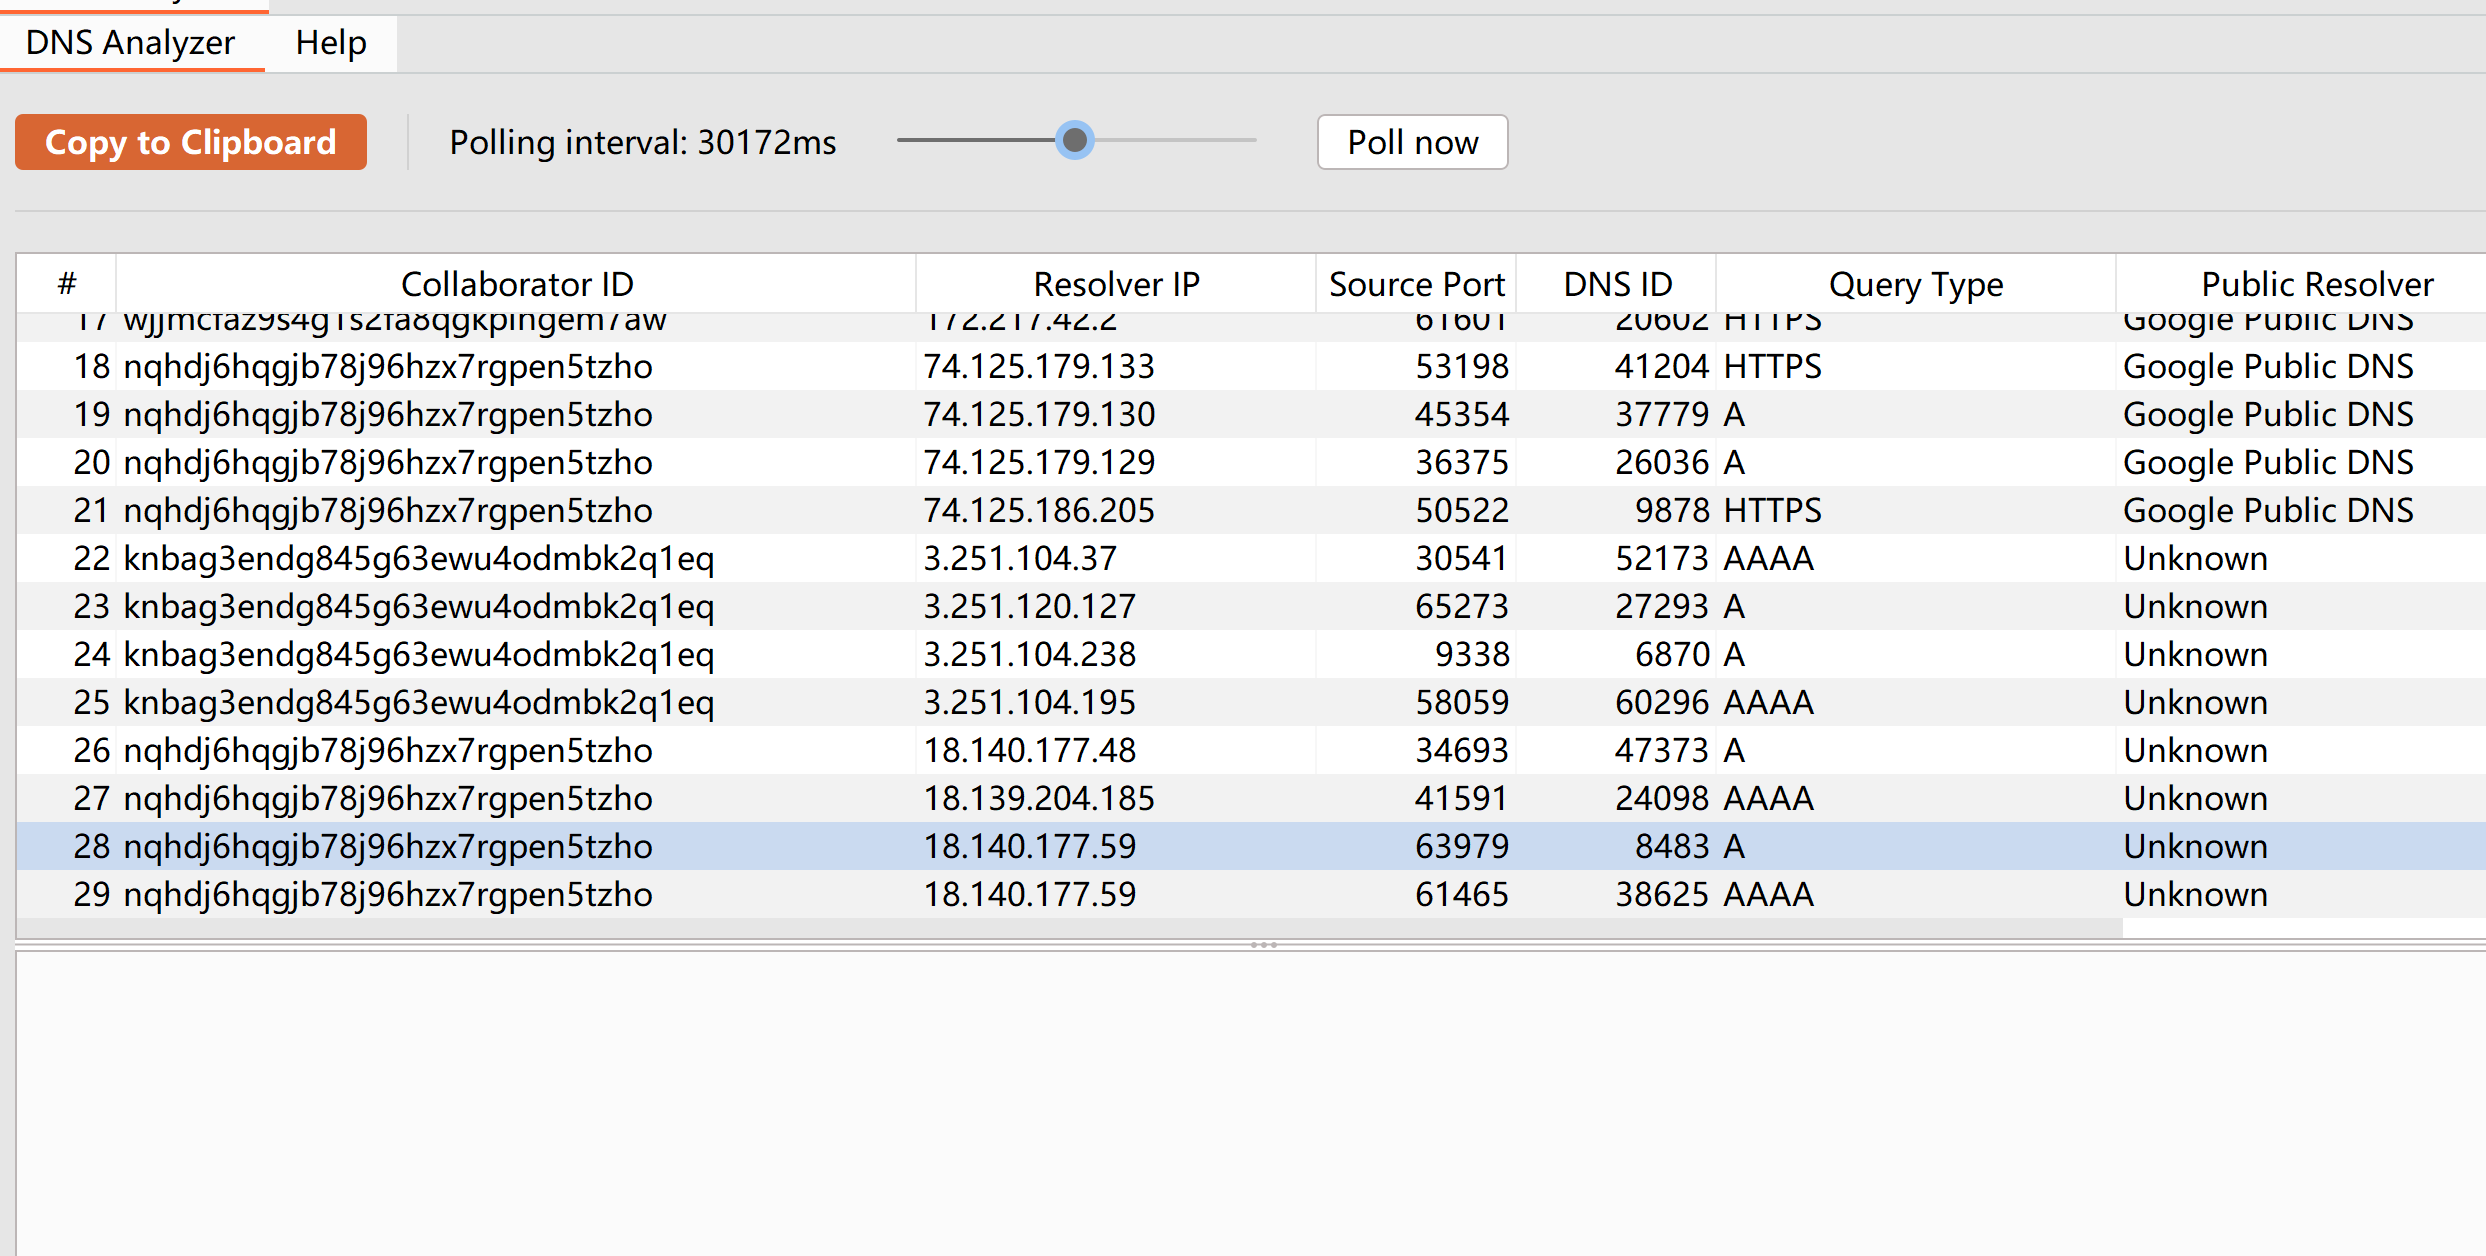 DNS Analyzer Help
Copy to Clipboard Polling interval: 30172ms Poll now
# Collaborator ID Resolver IP Source Port DNS ID Query Type Public Resolver
17 wjjmcfaz9s4g1s2fa8qgkpingem7aw 172.217.42.2 61601 20602 HTTPS Google Public DNS
18 nqhdj6hqgjb78j96hzx7rgpen5tzho 74.125.179.133 53198 41204 HTTPS Google Public DNS
19 nqhdj6hqgjb78j96hzx7rgpen5tzho 74.125.179.130 45354 37779 A Google Public DNS
20 nqhdj6hqgjb78j96hzx7rgpen5tzho 74.125.179.129 36375 26036 A Google Public DNS
21 nqhdj6hqgjb78j96hzx7rgpen5tzho 74.125.186.205 50522 9878 HTTPS Google Public DNS
22 knbag3endg845g63ewu4odmbk2q1eq 3.251.104.37 30541 52173 AAAA Unknown
23 knbag3endg845g63ewu4odmbk2q1eq 3.251.120.127 65273 27293 A Unknown
24 knbag3endg845g63ewu4odmbk2q1eq 3.251.104.238 9338 6870 A Unknown
25 knbag3endg845g63ewu4odmbk2q1eq 3.251.104.195 58059 60296 AAAA Unknown
26 nqhdj6hqgjb78j96hzx7rgpen5tzho 18.140.177.48 34693 47373 A Unknown
27 nqhdj6hqgjb78j96hzx7rgpen5tzho 18.139.204.185 41591 24098 AAAA Unknown
28 nqhdj6hqgjb78j96hzx7rgpen5tzho 18.140.177.59 63979 8483 A Unknown
29 nqhdj6hqgjb78j96hzx7rgpen5tzho 18.140.177.59 61465 38625 AAAA Unknown